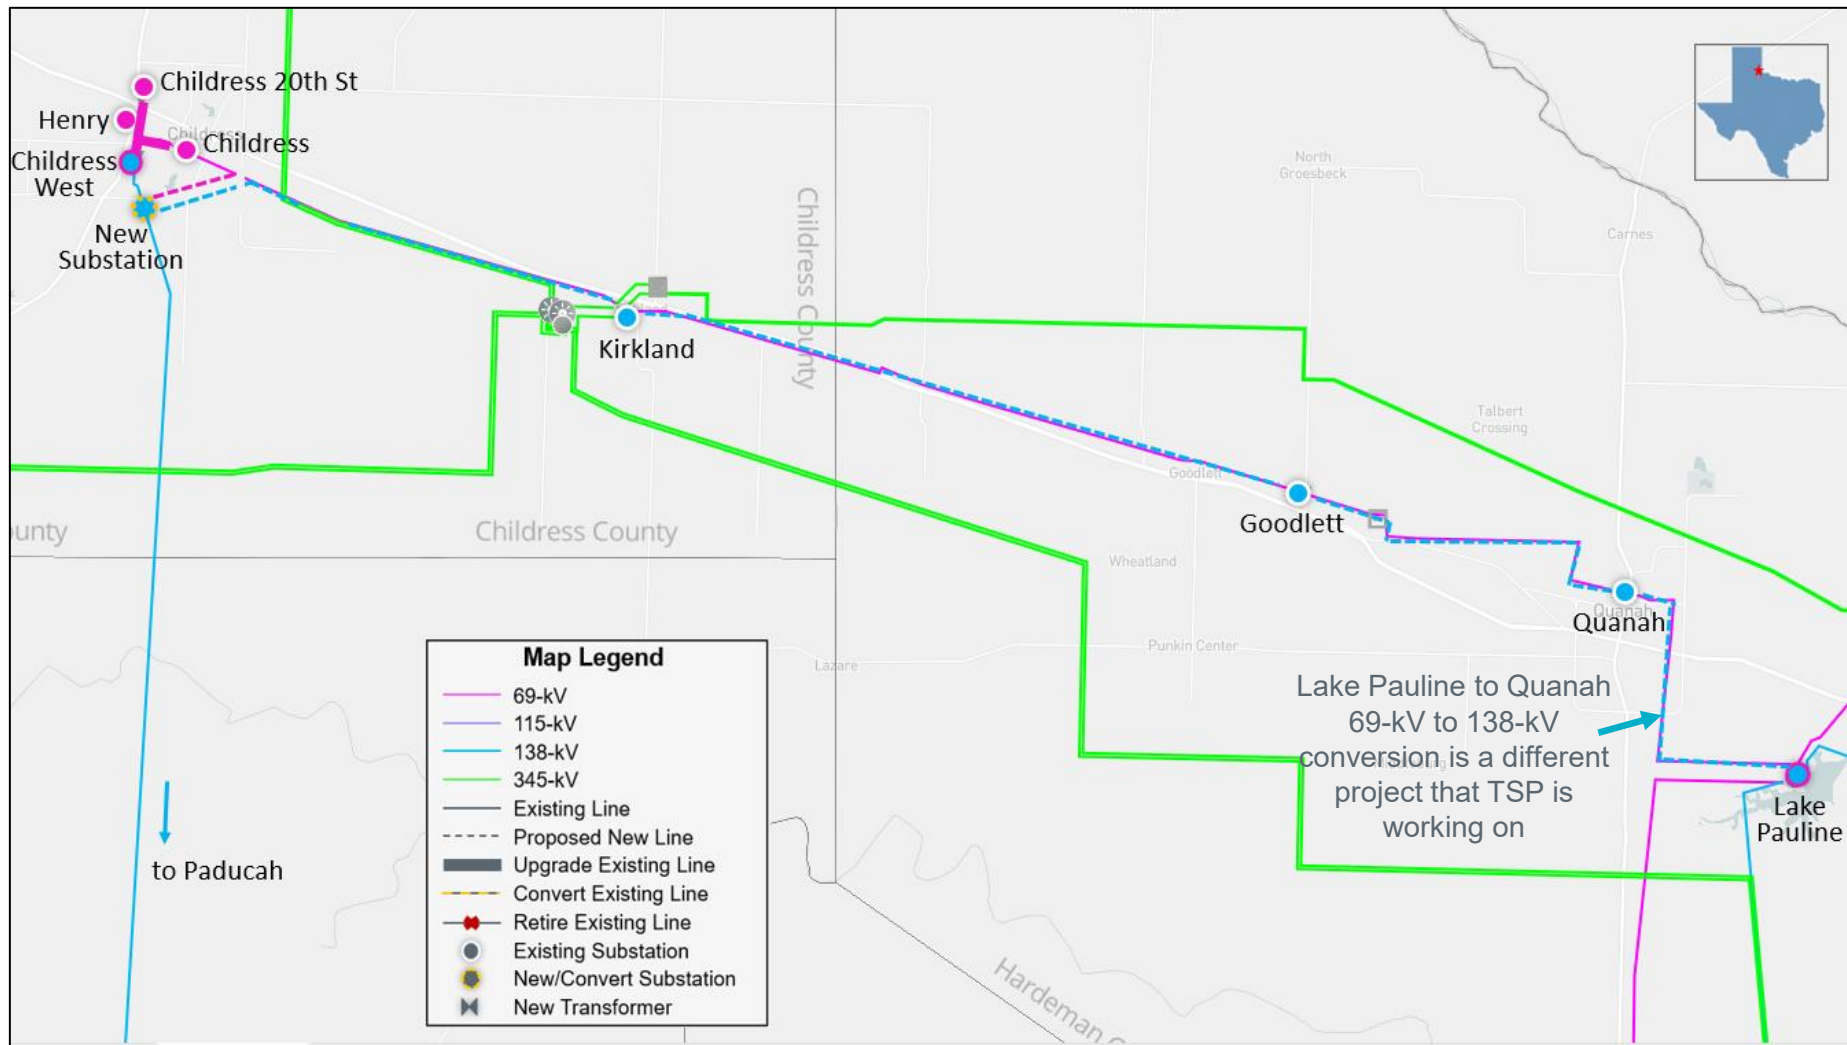 Childress 20th St
Henry
Childress
Childress
Childress
West
New
Substation
North
Groesbeck
Carnes
Childress County
Kirkland
Talbert
Crossing
Goodlett
Goodlett
Childress County
Wheatland
Quanah
Quanah
Punkin Center
Lazare
Lake Pauline to Quanah
69-kV to 138-kV
conversion is a different
project that TSP is
working on
Lake
Pauline
to Paducah
Map Legend
69-kV
115-kV
138-kV
345-kV
Existing Line
Proposed New Line
Upgrade Existing Line
Convert Existing Line
Retire Existing Line
Existing Substation
New/Convert Substation
New Transformer
Hardeman